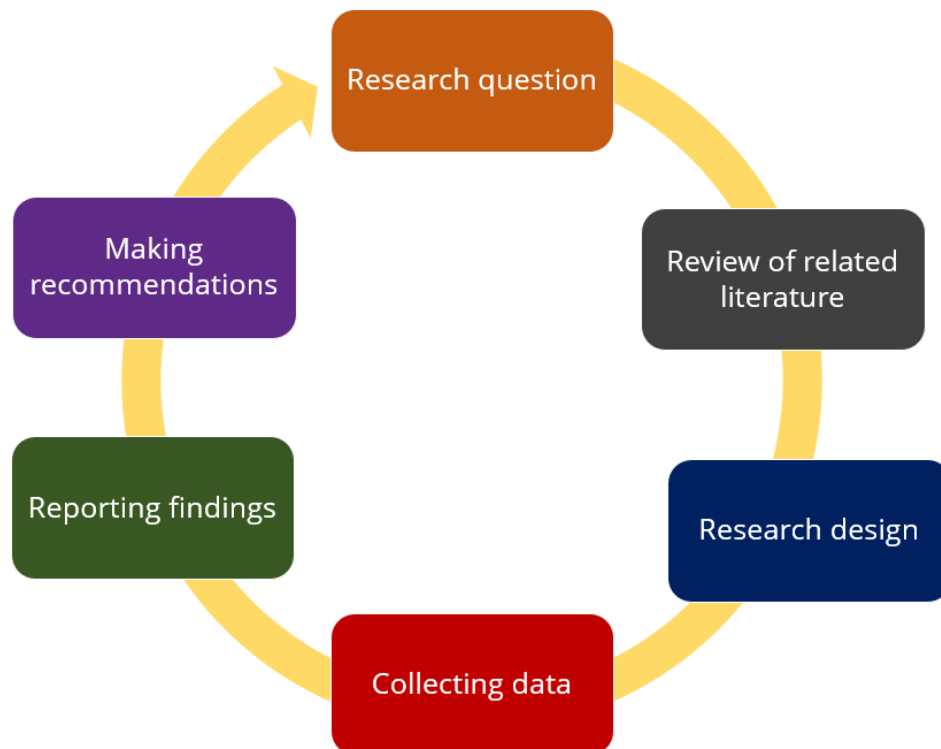 Research question
Review of related
literature
Research design
Collecting data
Reporting findings
Making
recommendations